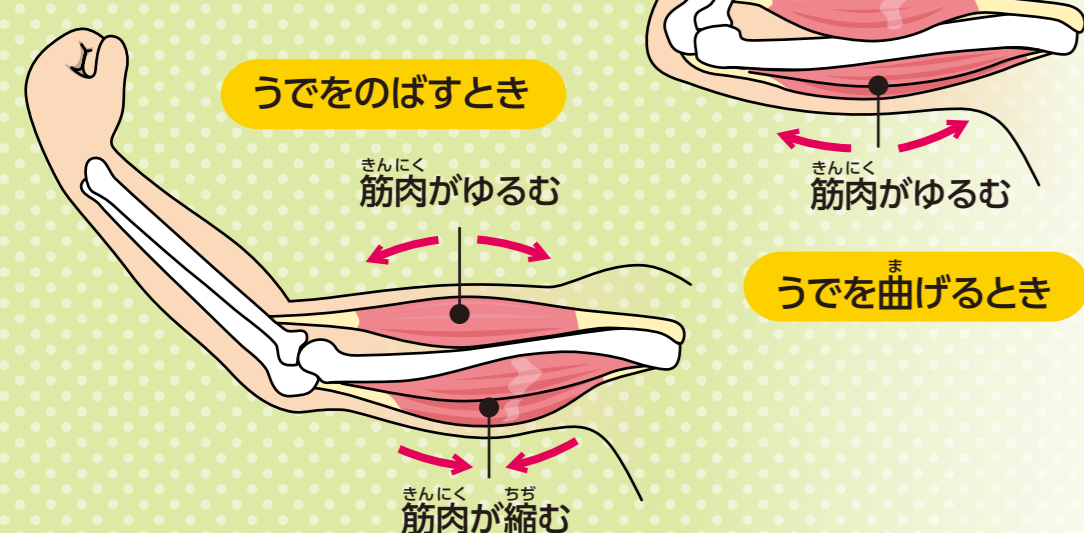 うでをのばすとき
きんにく
筋肉がゆるむ
きんにく ちぢ
筋肉が縮む
きんにく
筋肉がゆるむ
ま
うでを曲げるとき